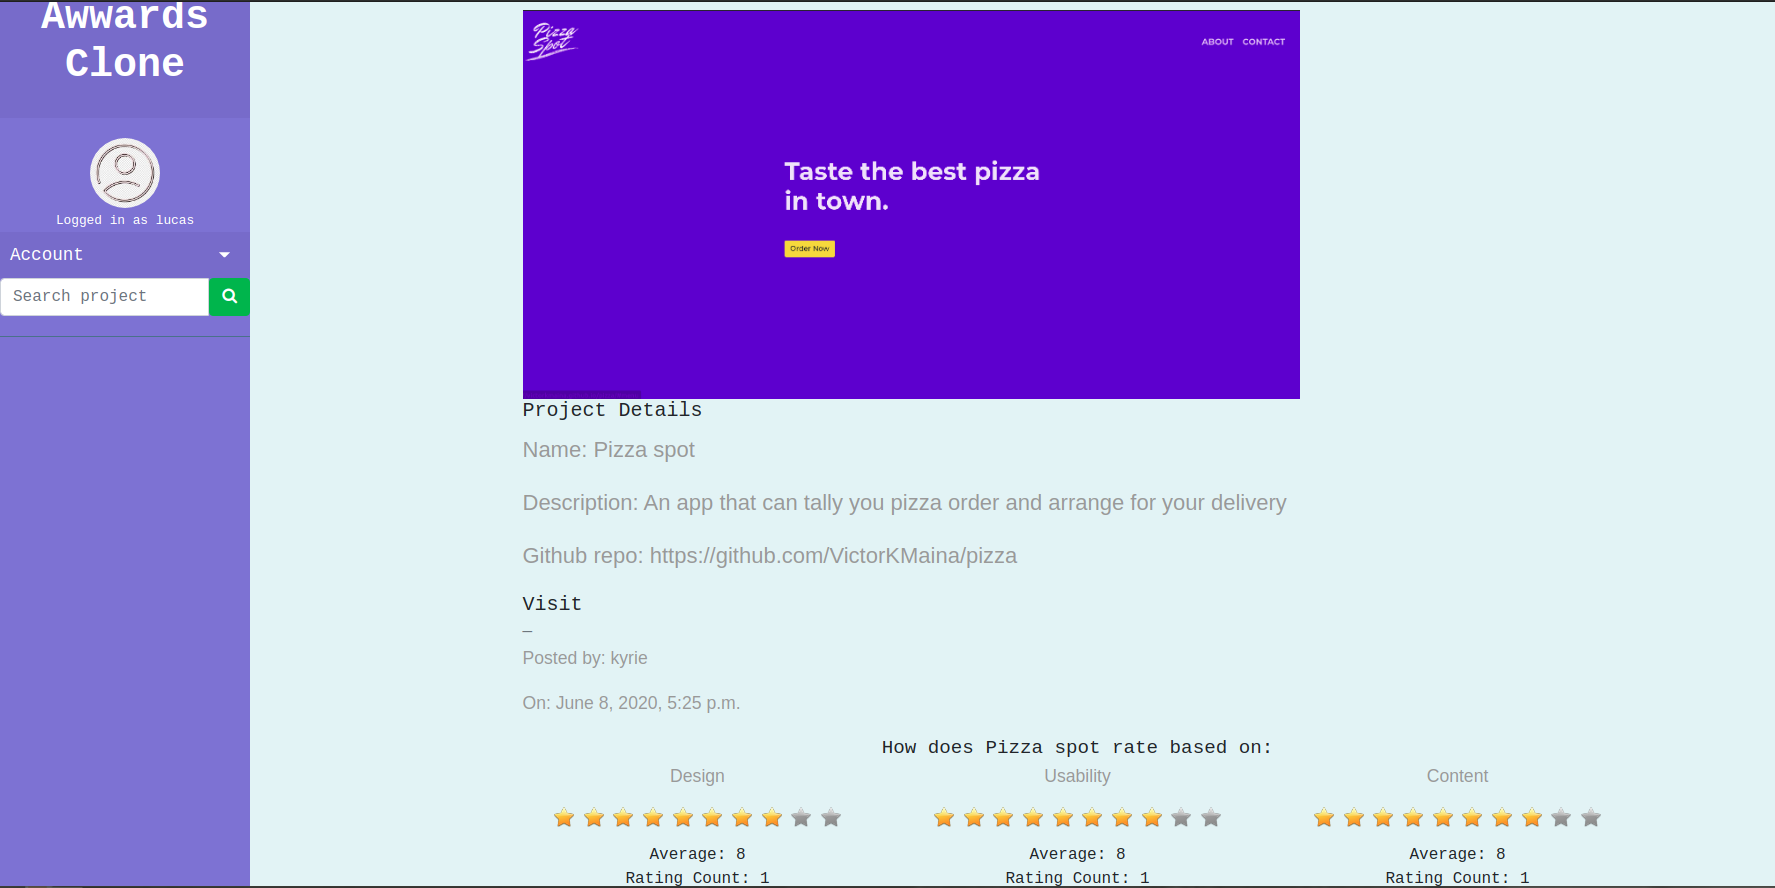 Awwards
Clone
Logged in as lucas
Account
Search project
Pizza
Spot
ABOUT CONTACT
Taste the best pizza
in town.
Order Now
Project Details
Name: Pizza spot
Description: An app that can tally you pizza order and arrange for your delivery
Github repo: https://github.com/VictorKMaina/pizza
Visit
–
Posted by: kyrie
On: June 8, 2020, 5:25 p.m.
How does Pizza spot rate based on:
Design Usability Content
Average: 8 Average: 8 Average: 8
Rating Count: 1 Rating Count: 1 Rating Count: 1